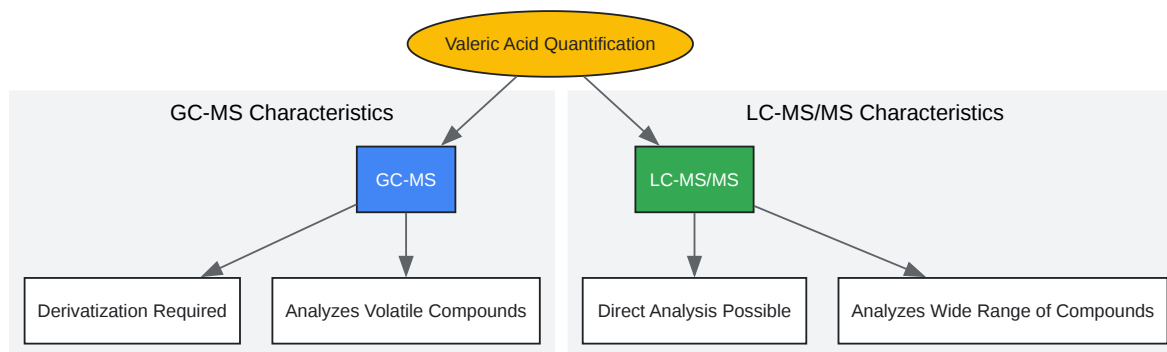 Valeric Acid Quantification
GC-MS Characteristics
LC-MS/MS Characteristics
GC-MS
LC-MS/MS
Derivatization Required
Analyzes Volatile Compounds
Direct Analysis Possible
Analyzes Wide Range of Compounds